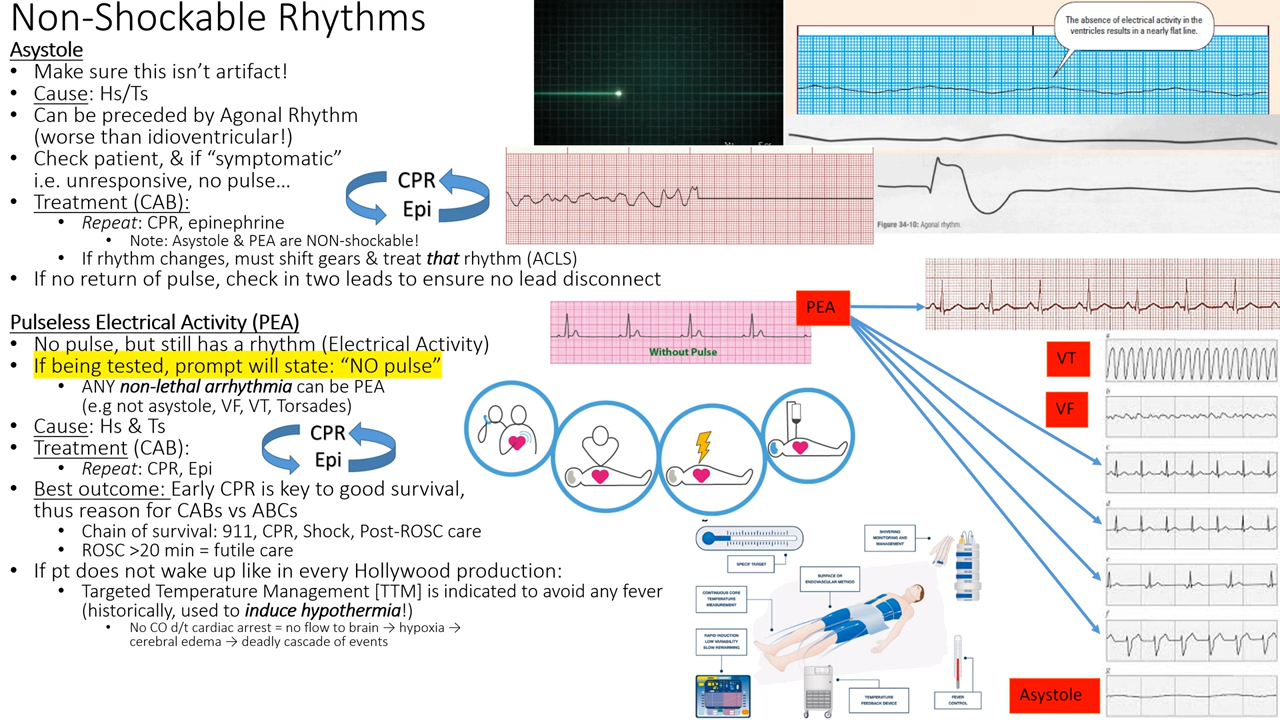 Non-Shockable Rhythms
Asystole
• Make sure this isn't artifact!
• Cause: Hs/Ts
• Can be preceded by Agonal Rhythm
(worse than idioventricular!)
• Check patient, & if "symptomatic"
i.e. unresponsive, no pulse...
• Treatment (CAB):
• Repeat: CPR, epinephrine
• Note: Asystole & PEA are NON-shockable!
• If rhythm changes, must shift gears & treat that rhythm (ACLS)
• If no return of pulse, check in two leads to ensure no lead disconnect
CPR
Epi
The absence of electrical activity in the
ventricles results in a nearly flat line.
Figure 34-10: Agonal rhythm.
Pulseless Electrical Activity (PEA)
• No pulse, but still has a rhythm (Electrical Activity)
• If being tested, prompt will state: "NO pulse"
• ANY non-lethal arrhythmia can be PEA
(e.g not asystole, VF, VT, Torsades)
• Cause: Hs & Ts
• Treatment (CAB):
• Repeat: CPR, Epi
CPR
Epi
• Best outcome: Early CPR is key to good survival,
thus reason for CABs vs ABCs
• Chain of survival: 911, CPR, Shock, Post-ROSC care
• ROSC >20 min = futile care
• If pt does not wake up like in every Hollywood production:
• Targeted Temperature Management [TTM] is indicated to avoid any fever
(historically, used to induce hypothermia!)
• No CO d/t cardiac arrest = no flow to brain → hypoxia →
cerebral edema → deadly cascade of events
Without Pulse
PEA
VT
VF
Asystole
SPECIFIC TARGET
SHIVERING
MONITORING AND
MANAGEMENT
SURFACE OR
ENDOVASCULAR METHOD
CONTINUOUS CORE
TEMPERATURE
MEASUREMENT
RAPID INDUCTION
LOW VARIABILITY
SLOW REWARMING
TEMPERATURE
FEEDBACK DEVICE
FEVER
CONTROL